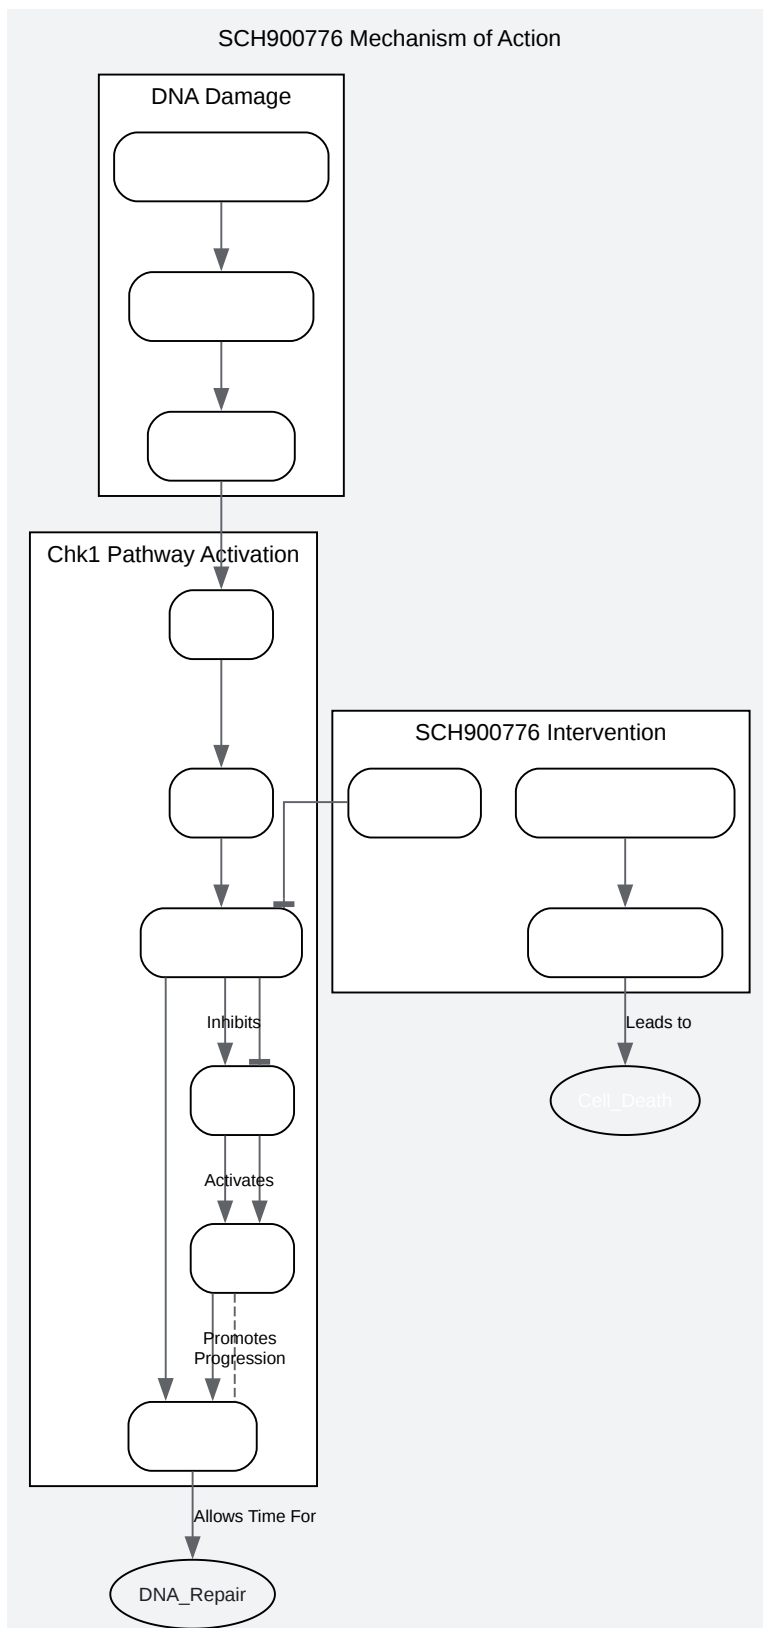 SCH900776 Mechanism of Action
DNA Damage
Chk1 Pathway Activation
SCH900776 Intervention
Inhibits
Leads to
Cell_Death
Activates
Promotes
Progression
Allows Time For
DNA_Repair